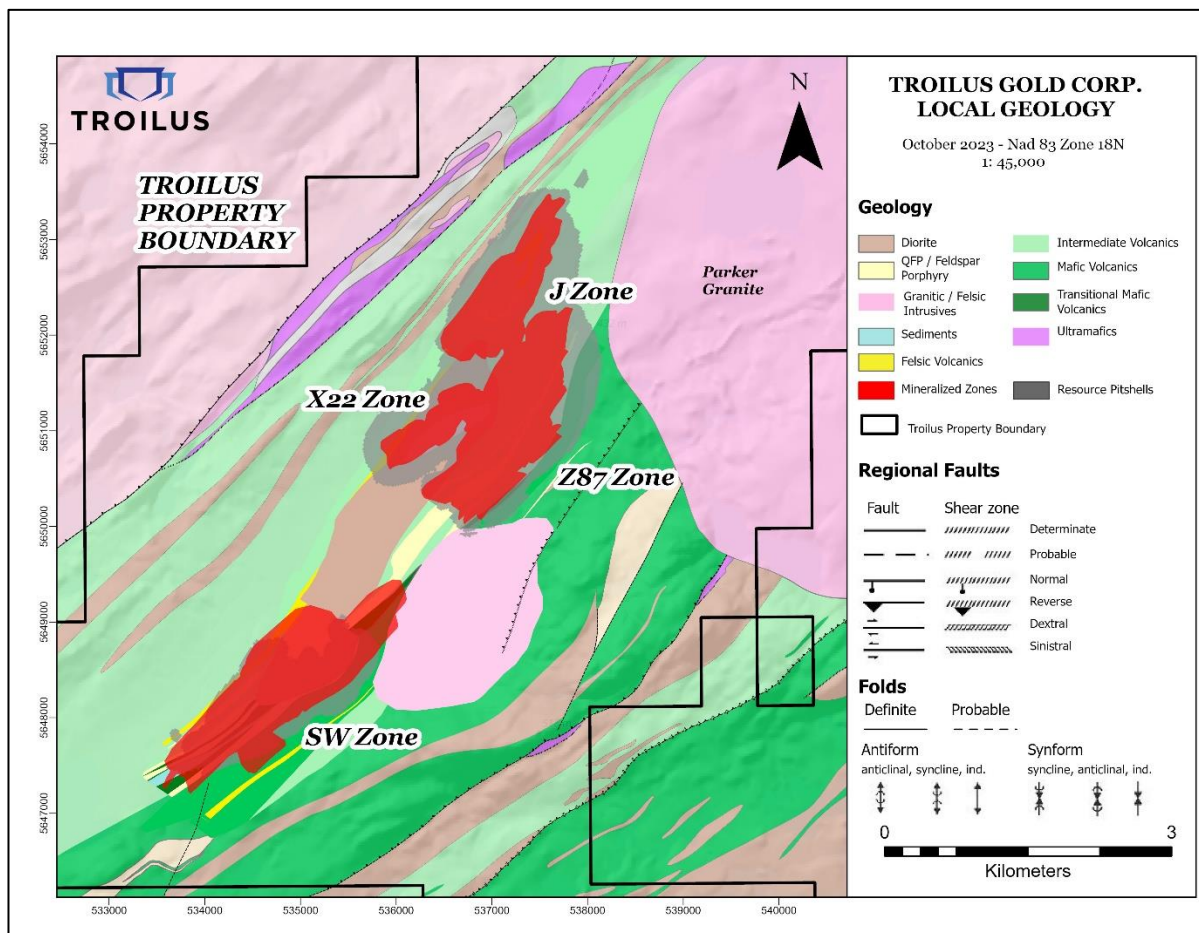 TROILUS
TROILUS
PROPERTY
BOUNDARY
N
Parker
Granite
J Zone
X22 Zone
Z87 Zone
SW Zone
5654000
5653000
5652000
5651000
5650000
5649000
5648000
5647000
533000
534000
535000
536000
537000
538000
539000
540000
TROILUS GOLD CORP.
LOCAL GEOLOGY
October 2023 - Nad 83 Zone 18N
1: 45,000
Geology
Diorite
QFP / Feldspar
Porphyry
Granitic / Felsic
Intrusives
Sediments
Felsic Volcanics
Mineralized Zones
Intermediate Volcanics
Mafic Volcanics
Transitional Mafic
Volcanics
Ultramafics
Resource Pitshells
Troilus Property Boundary
Regional Faults
Fault
Shear zone
Determinate
Probable
Normal
Reverse
Dextral
Sinistral
Folds
Definite
Probable
Antiform
anticlinal, syncline, ind.
Synform
syncline, anticlinal, ind.
0
3
Kilometers